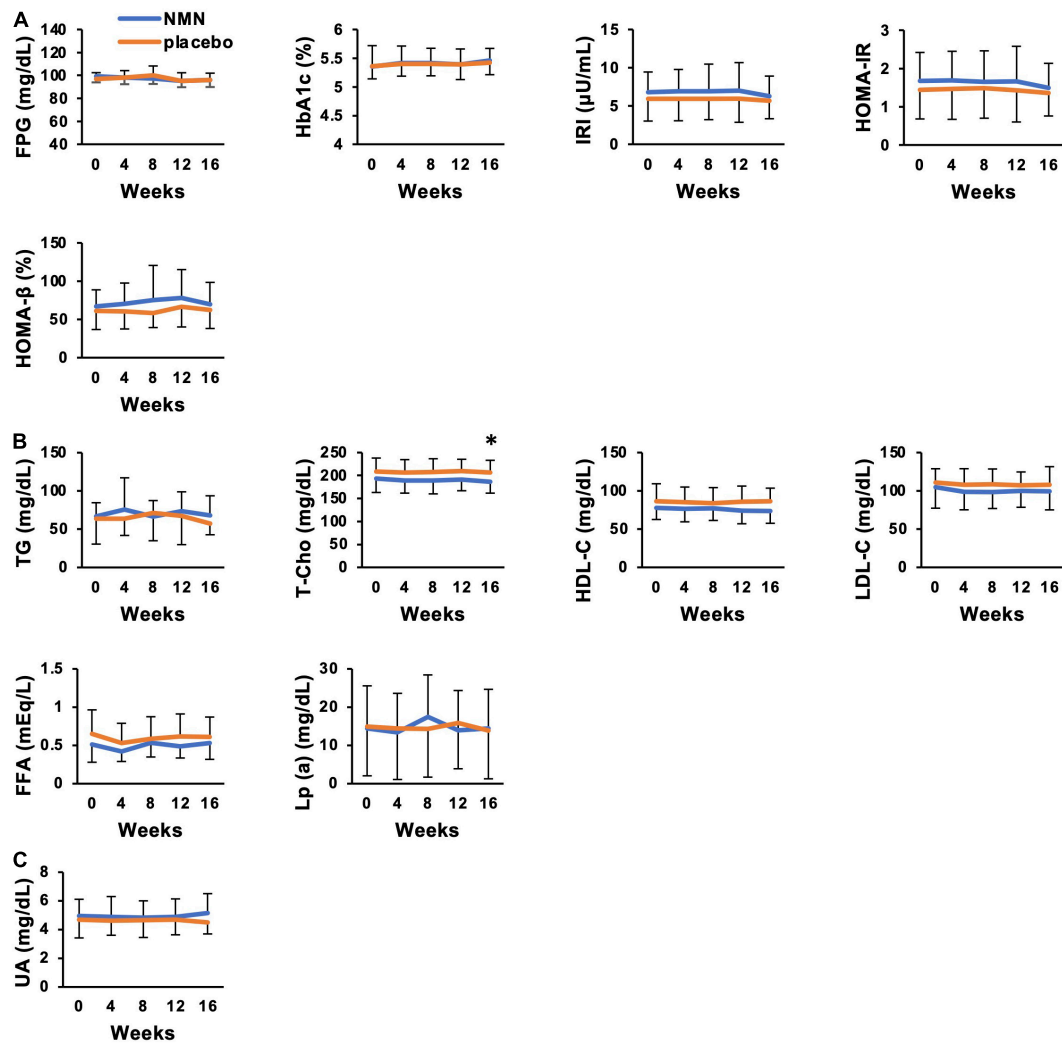 A
NMN
placebo
FPG (mg/dL)
140
120
100
80
60
40
0 4 8 12 16
Weeks
HbA1c (%)
6
5.5
5
4.5
4
0 4 8 12 16
Weeks
IRI (μU/mL)
15
10
5
0
0 4 8 12 16
Weeks
HOMA-IR
3
2
1
0
0 4 8 12 16
Weeks
HOMA-β (%)
150
100
50
0
0 4 8 12 16
Weeks
B
TG (mg/dL)
150
100
50
0
0 4 8 12 16
Weeks
T-Cho (mg/dL)
250
200
150
100
50
0
*
0 4 8 12 16
Weeks
HDL-C (mg/dL)
150
100
50
0
0 4 8 12 16
Weeks
LDL-C (mg/dL)
150
100
50
0
0 4 8 12 16
Weeks
FFA (mEq/L)
1.5
1
0.5
0
0 4 8 12 16
Weeks
Lp (a) (mg/dL)
30
20
10
0
0 4 8 12 16
Weeks
C
UA (mg/dL)
8
6
4
2
0
0 4 8 12 16
Weeks